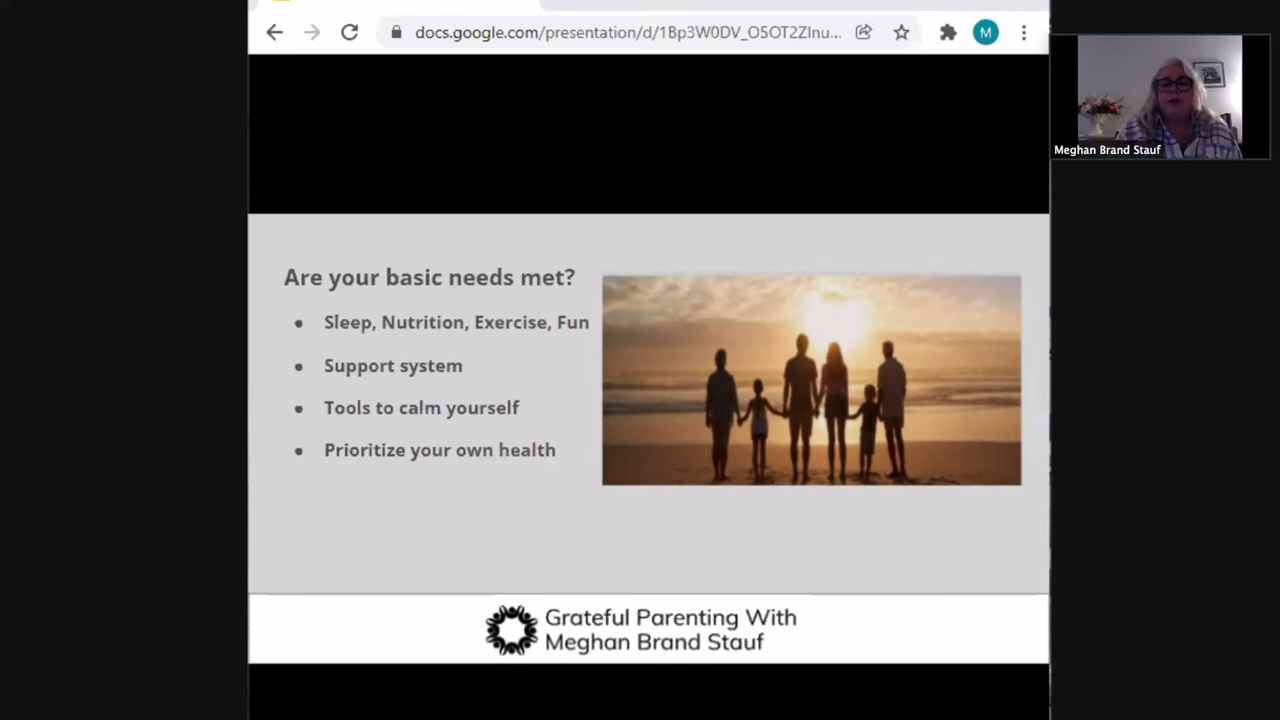 docs.google.com/presentation/d/1Bp3W0DV_O5OT2ZInu...
M
Meghan Brand Stauf
Are your basic needs met?
• Sleep, Nutrition, Exercise, Fun
• Support system
• Tools to calm yourself
• Prioritize your own health
Grateful Parenting With
Meghan Brand Stauf